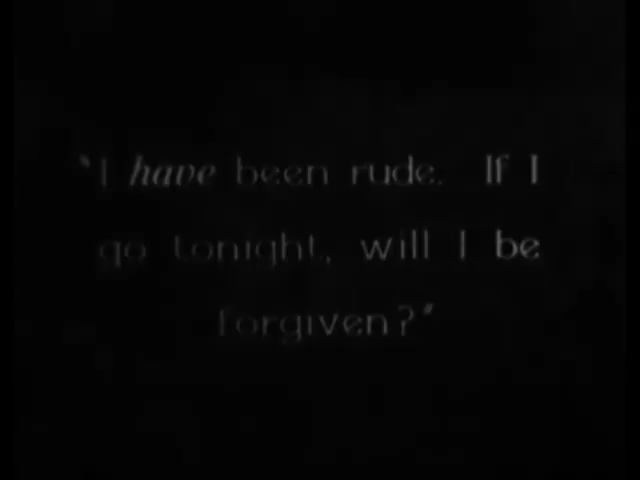 "I have been rude. If I
go tonight, will I be
forgiven?"